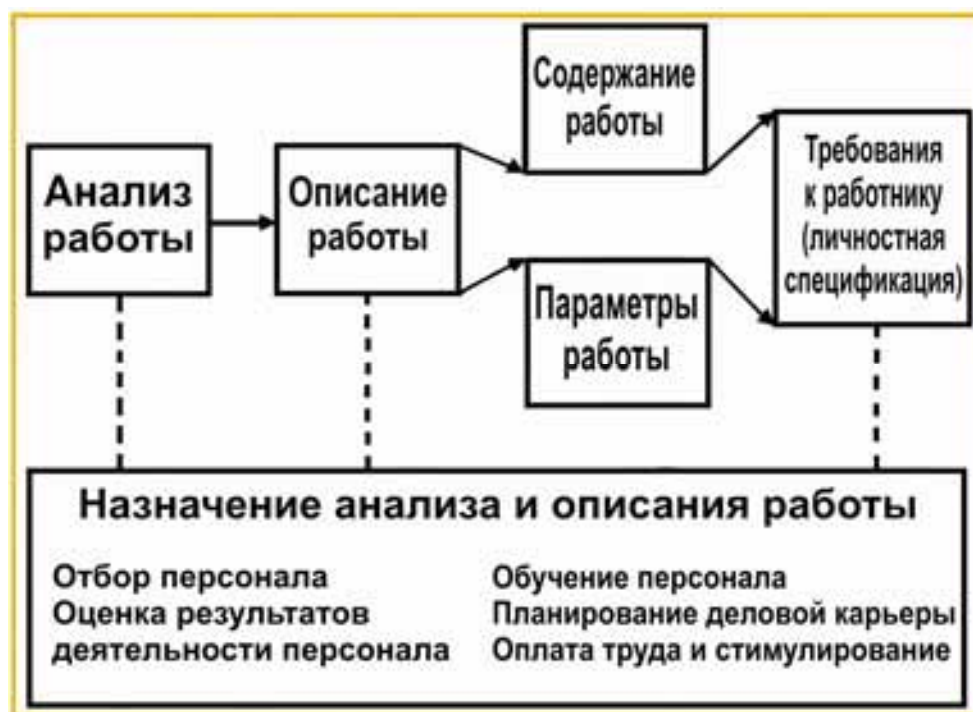 Анализ
работы
Описание
работы
Содержание
работы
Параметры
работы
Требования
к работнику
(личностная
спецификация)
Назначение анализа и описания работы
Отбор персонала
Оценка результатов
деятельности персонала
Обучение персонала
Планирование деловой карьеры
Оплата труда и стимулирование